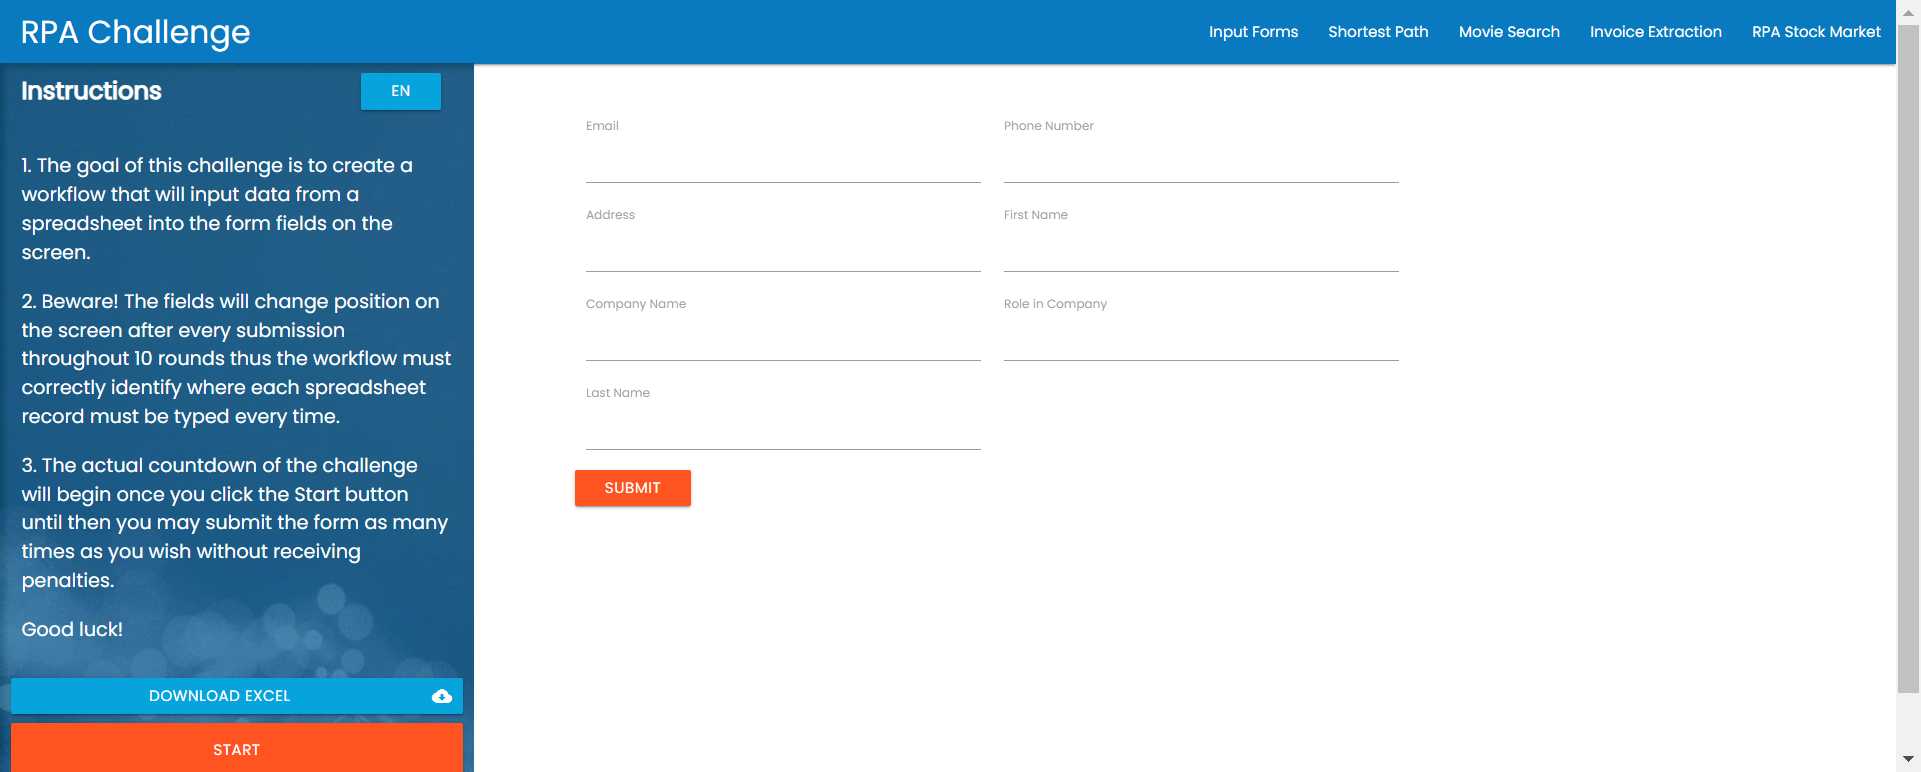 RPA Challenge
Input Forms
Shortest Path
Movie Search
Invoice Extraction
RPA Stock Market
Instructions
EN
1. The goal of this challenge is to create a
workflow that will input data from a
spreadsheet into the form fields on the
screen.
2. Beware! The fields will change position on
the screen after every submission
throughout 10 rounds thus the workflow must
correctly identify where each spreadsheet
record must be typed every time.
3. The actual countdown of the challenge
will begin once you click the Start button
until then you may submit the form as many
times as you wish without receiving
penalties.
Good luck!
DOWNLOAD EXCEL
START
Email
Phone Number
Address
First Name
Company Name
Role in Company
Last Name
SUBMIT